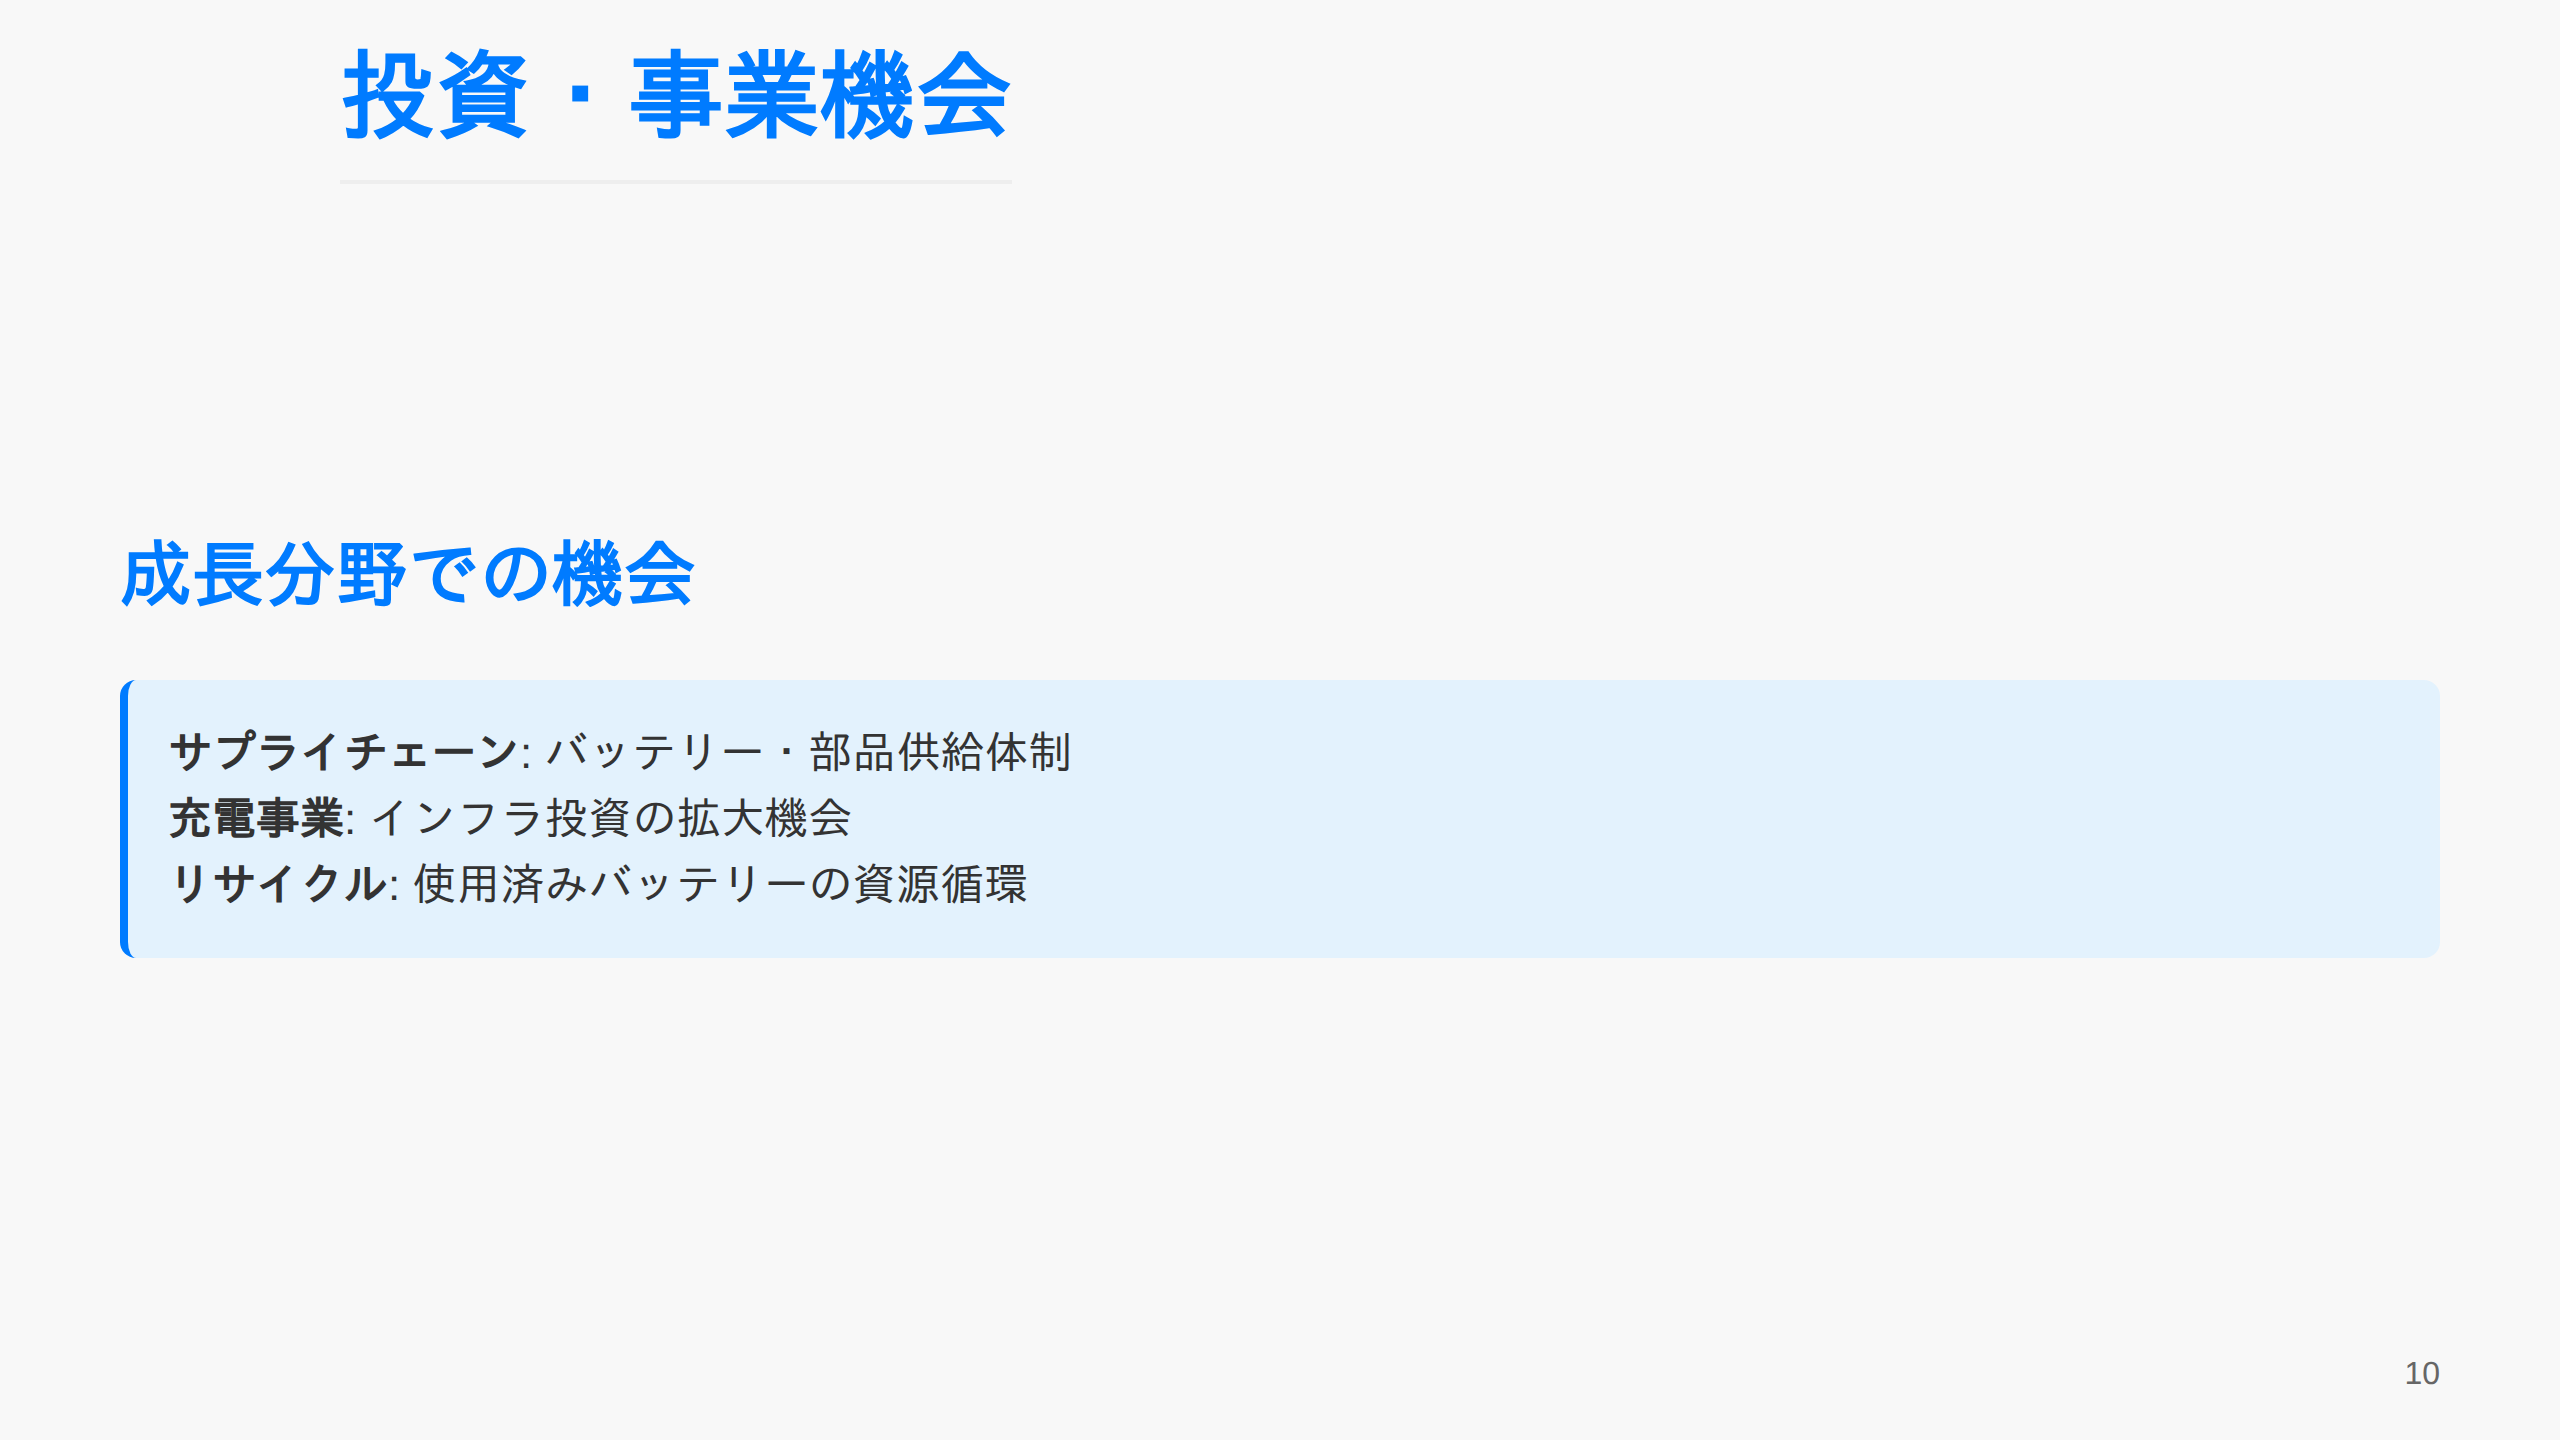 投資・事業機会
成長分野での機会
サプライチェーン: バッテリー・部品供給体制
充電事業: インフラ投資の拡大機会
リサイクル: 使用済みバッテリーの資源循環
10